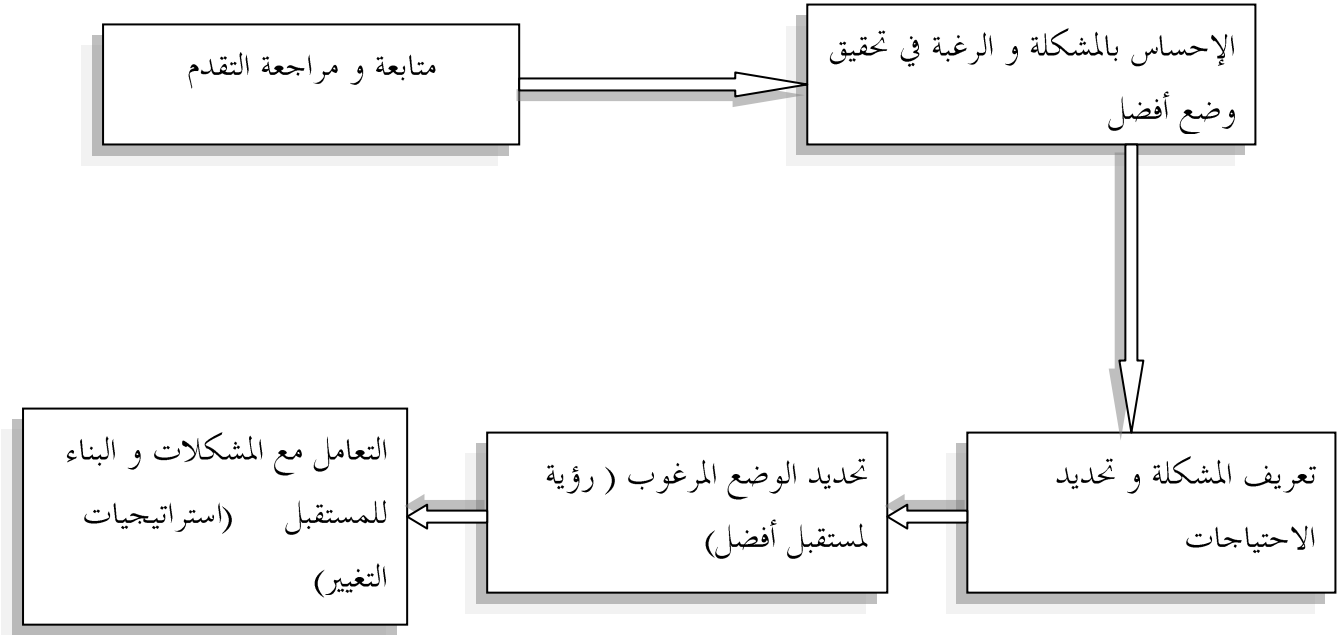 الإحساس بالمشكلة و الرغبة في تحقيق
وضع أفضل
متابعة و مراجعة التقدم
تعريف المشكلة و تحديد
الاحتياجات
تحديد الوضع المرغوب ( رؤية
لمستقبل أفضل)
التعامل مع المشكلات و البناء
للمستقبل (استراتيجيات
التغيير)